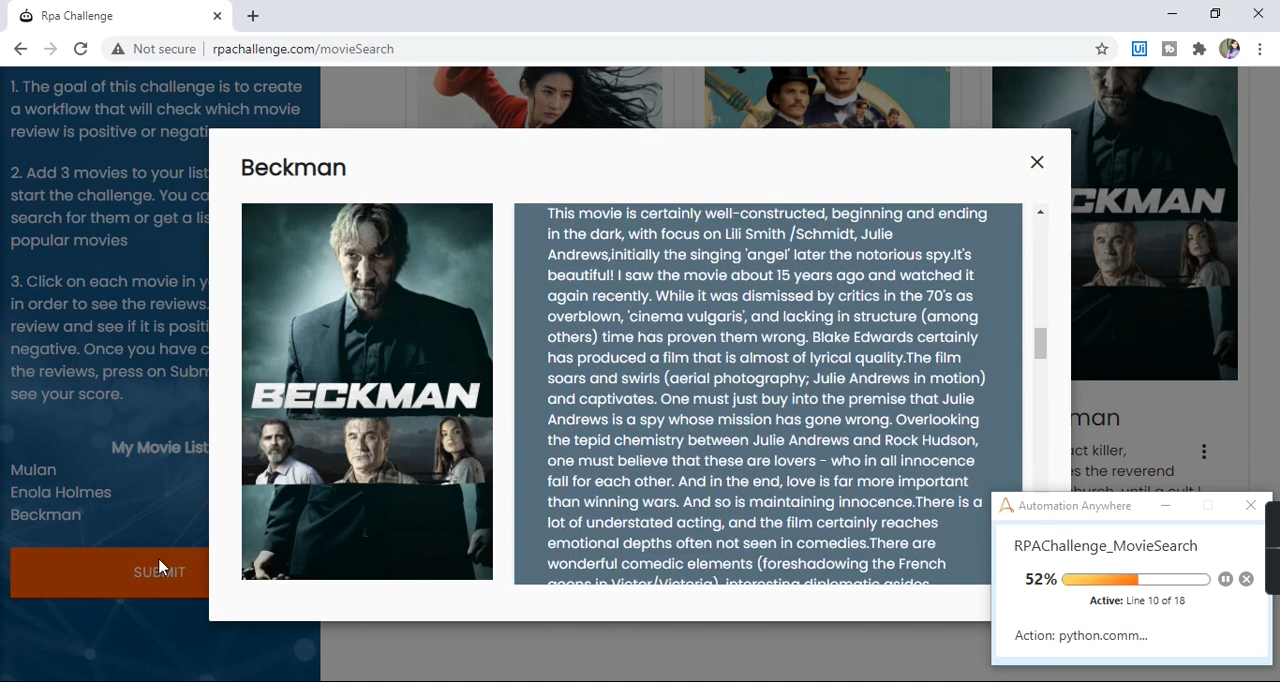 Rpa Challenge
Not secure
rpachallenge.com/movieSearch
1. The goal of this challenge is to create
a workflow that will check which movie
review is positive or negati
2. Add 3 movies to your list
start the challenge. You ca
search for them or get a lis
popular movies
3. Click on each movie in y
in order to see the reviews.
review and see if it is positi
negative. Once you have c
the reviews, press on Subm
see your score.
My Movie List
Mulan
Enola Holmes
Beckman
SUBMIT
Beckman
BECKMAN
This movie is certainly well-constructed, beginning and ending
in the dark, with focus on Lili Smith /Schmidt, Julie
Andrews,initially the singing 'angel' later the notorious spy.It's
beautiful! I saw the movie about 15 years ago and watched it
again recently. While it was dismissed by critics in the 70's as
overblown, 'cinema vulgaris', and lacking in structure (among
others) time has proven them wrong. Blake Edwards certainly
has produced a film that is almost of lyrical quality.The film
soars and swirls (aerial photography; Julie Andrews in motion)
and captivates. One must just buy into the premise that Julie
Andrews is a spy whose mission has gone wrong. Overlooking
the tepid chemistry between Julie Andrews and Rock Hudson,
one must believe that these are lovers - who in all innocence
fall for each other. And in the end, love is far more important
than winning wars. And so is maintaining innocence.There is a
lot of understated acting, and the film certainly reaches
emotional depths often not seen in comedies.There are
wonderful comedic elements (foreshadowing the French
goons in Victor/Victoria), interesting diplomatic asides
CKMAN
man
act killer,
es the reverend
church, until a cult l
Automation Anywhere
RPAChallenge_MovieSearch
52%
Active: Line 10 of 18
Action: python.comm...